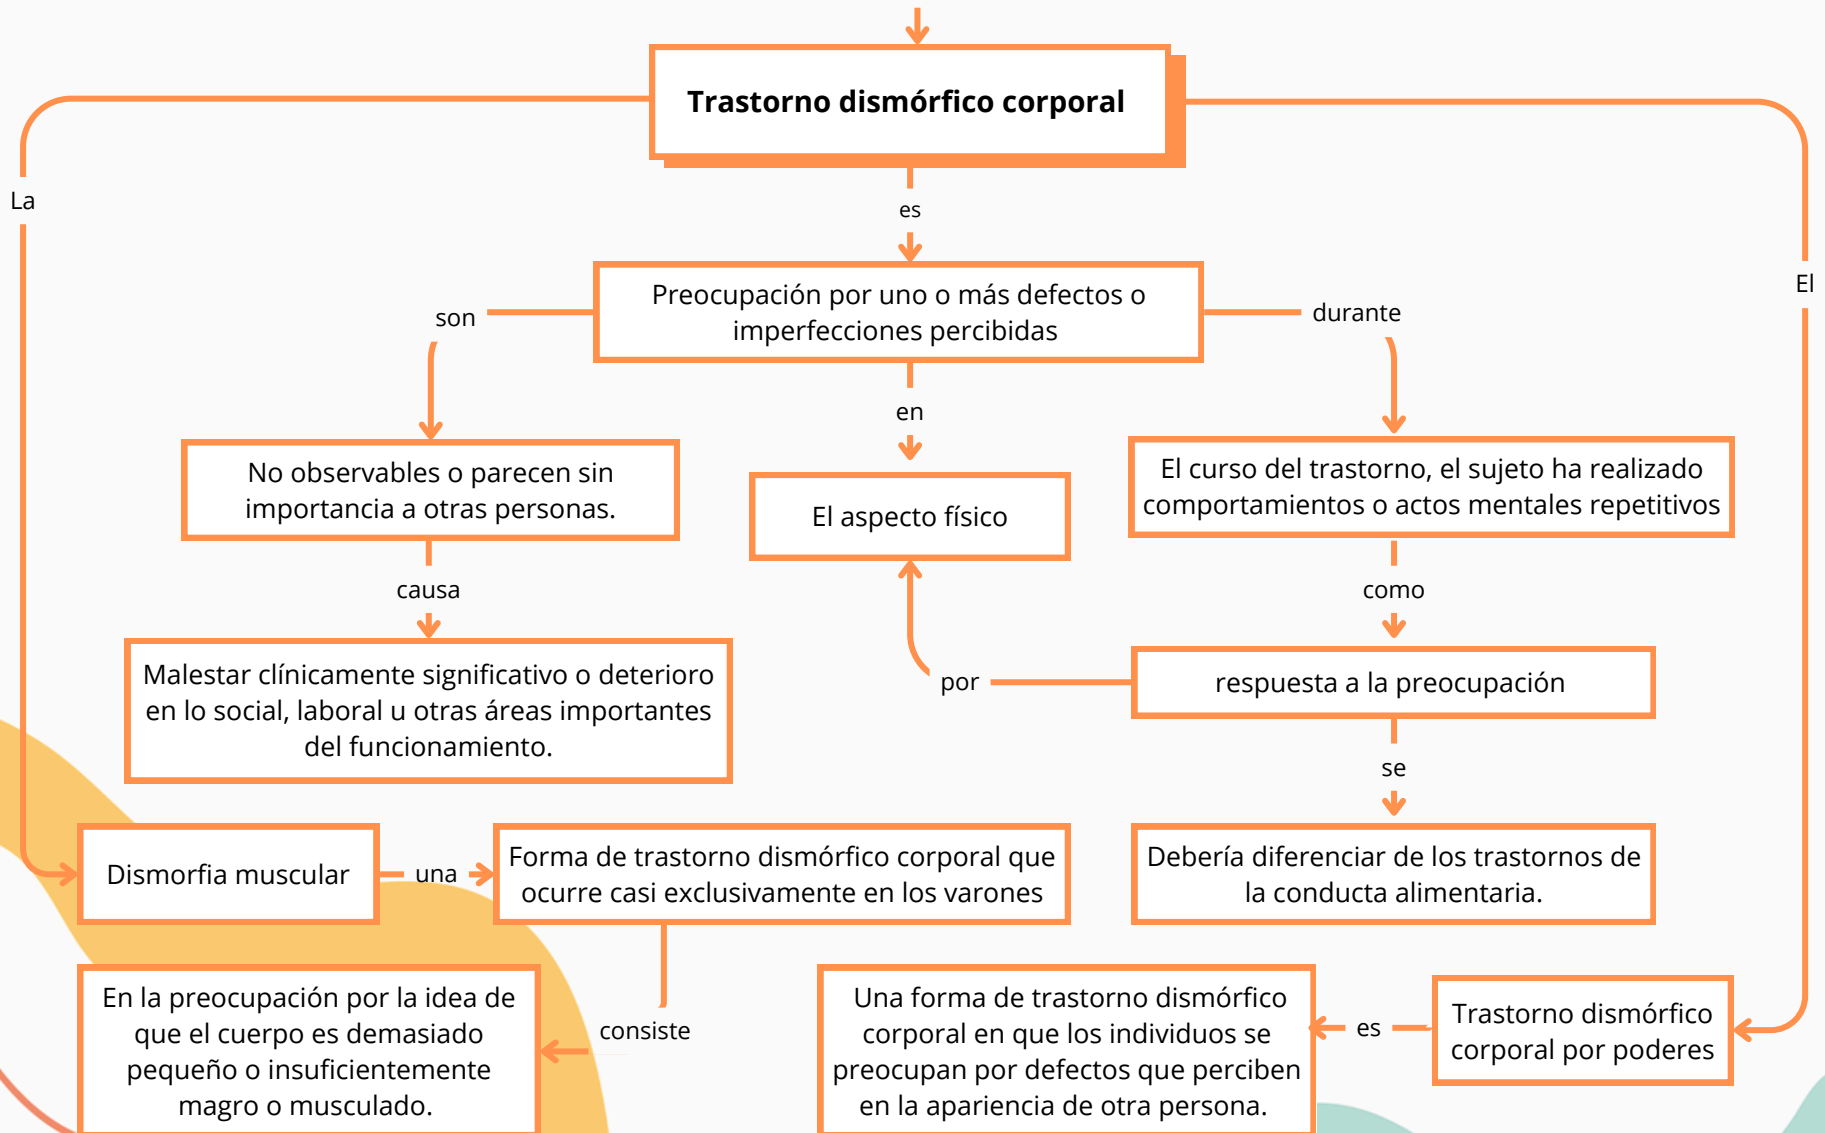 Trastorno dismórfico corporal
La
es
El
Preocupación por uno o más defectos o
imperfecciones percibidas
son
durante
en
No observables o parecen sin
importancia a otras personas.
El aspecto físico
El curso del trastorno, el sujeto ha realizado
comportamientos o actos mentales repetitivos
causa
como
Malestar clínicamente significativo o deterioro
en lo social, laboral u otras áreas importantes
del funcionamiento.
por
respuesta a la preocupación
se
Dismorfia muscular
una
Forma de trastorno dismórfico corporal que
ocurre casi exclusivamente en los varones
Debería diferenciar de los trastornos de
la conducta alimentaria.
En la preocupación por la idea de
que el cuerpo es demasiado
pequeño o insuficientemente
magro o musculado.
consiste
Una forma de trastorno dismórfico
corporal en que los individuos se
preocupan por defectos que perciben
en la apariencia de otra persona.
es
Trastorno dismórfico
corporal por poderes